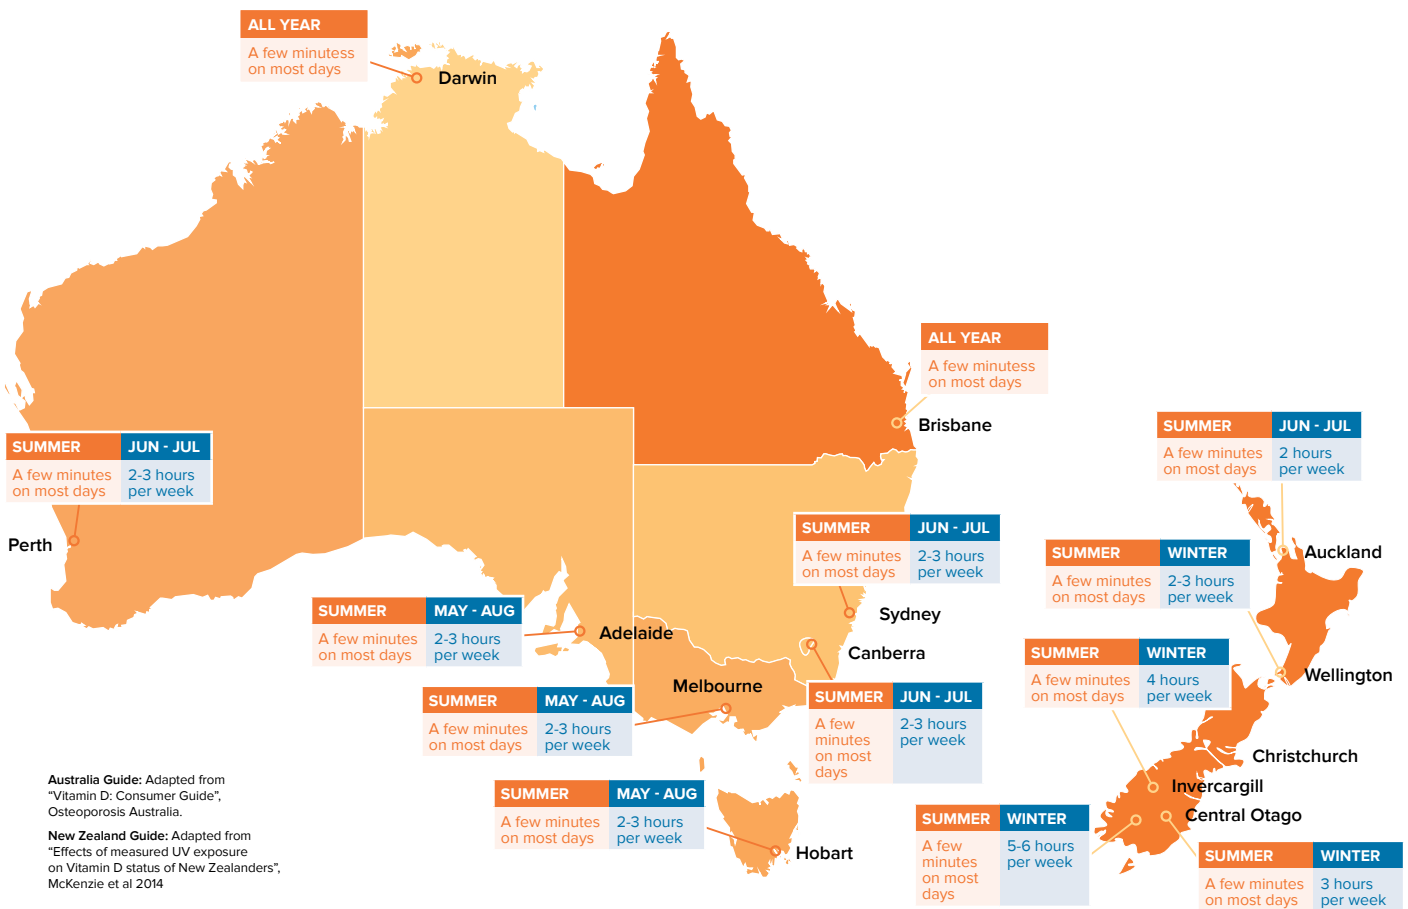 ALL YEAR
A few minutess
on most days
Darwin
ALL YEAR
A few minutess
on most days
Brisbane
SUMMER JUN - JUL
A few minutes 2-3 hours
on most days per week
Perth
SUMMER JUN - JUL
A few minutes 2 hours
on most days per week
Auckland
SUMMER JUN - JUL
A few minutes 2-3 hours
on most days per week
Sydney
SUMMER WINTER
A few minutes 2-3 hours
on most days per week
Wellington
SUMMER MAY - AUG
A few minutes 2-3 hours
on most days per week
Adelaide
Canberra
SUMMER JUN - JUL
A few 2-3 hours
minutes per week
on most
days
SUMMER WINTER
A few minutes 4 hours
on most days per week
Christchurch
Invercargill
Central Otago
Melbourne
SUMMER MAY - AUG
A few minutes 2-3 hours
on most days per week
SUMMER MAY - AUG
A few minutes 2-3 hours
on most days per week
Hobart
SUMMER WINTER
A few 5-6 hours
minutes per week
on most
days
SUMMER WINTER
A few minutes 3 hours
on most days per week
Australia Guide: Adapted from
“Vitamin D: Consumer Guide”,
Osteoporosis Australia.
New Zealand Guide: Adapted from
“Effects of measured UV exposure
on Vitamin D status of New Zealanders”,
McKenzie et al 2014